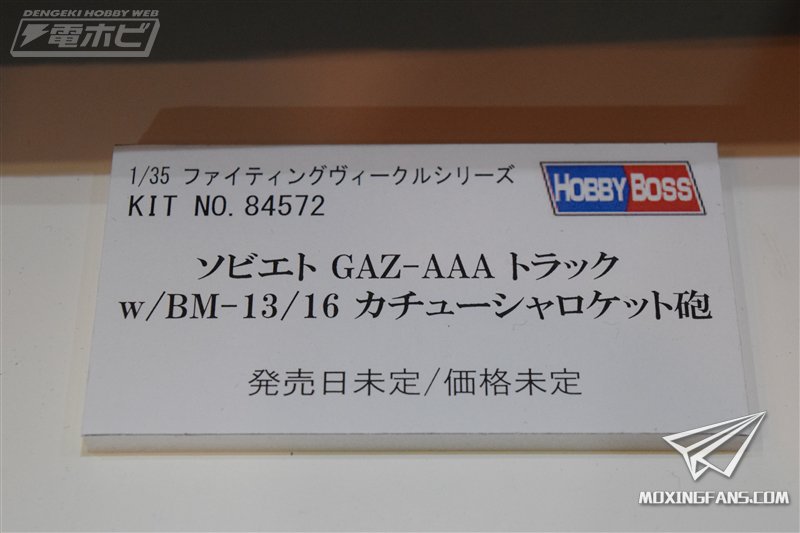 DENGEKI HOBBY WEB
電ホビ
1/35 ファイティングヴィークルシリーズ
HOBBY BOSS
KIT NO. 84572
ソビエト GAZ-AAA トラック
w/BM-13/16 カチューシャロケット砲
発売日未定/価格未定
MOXINGFANS.COM